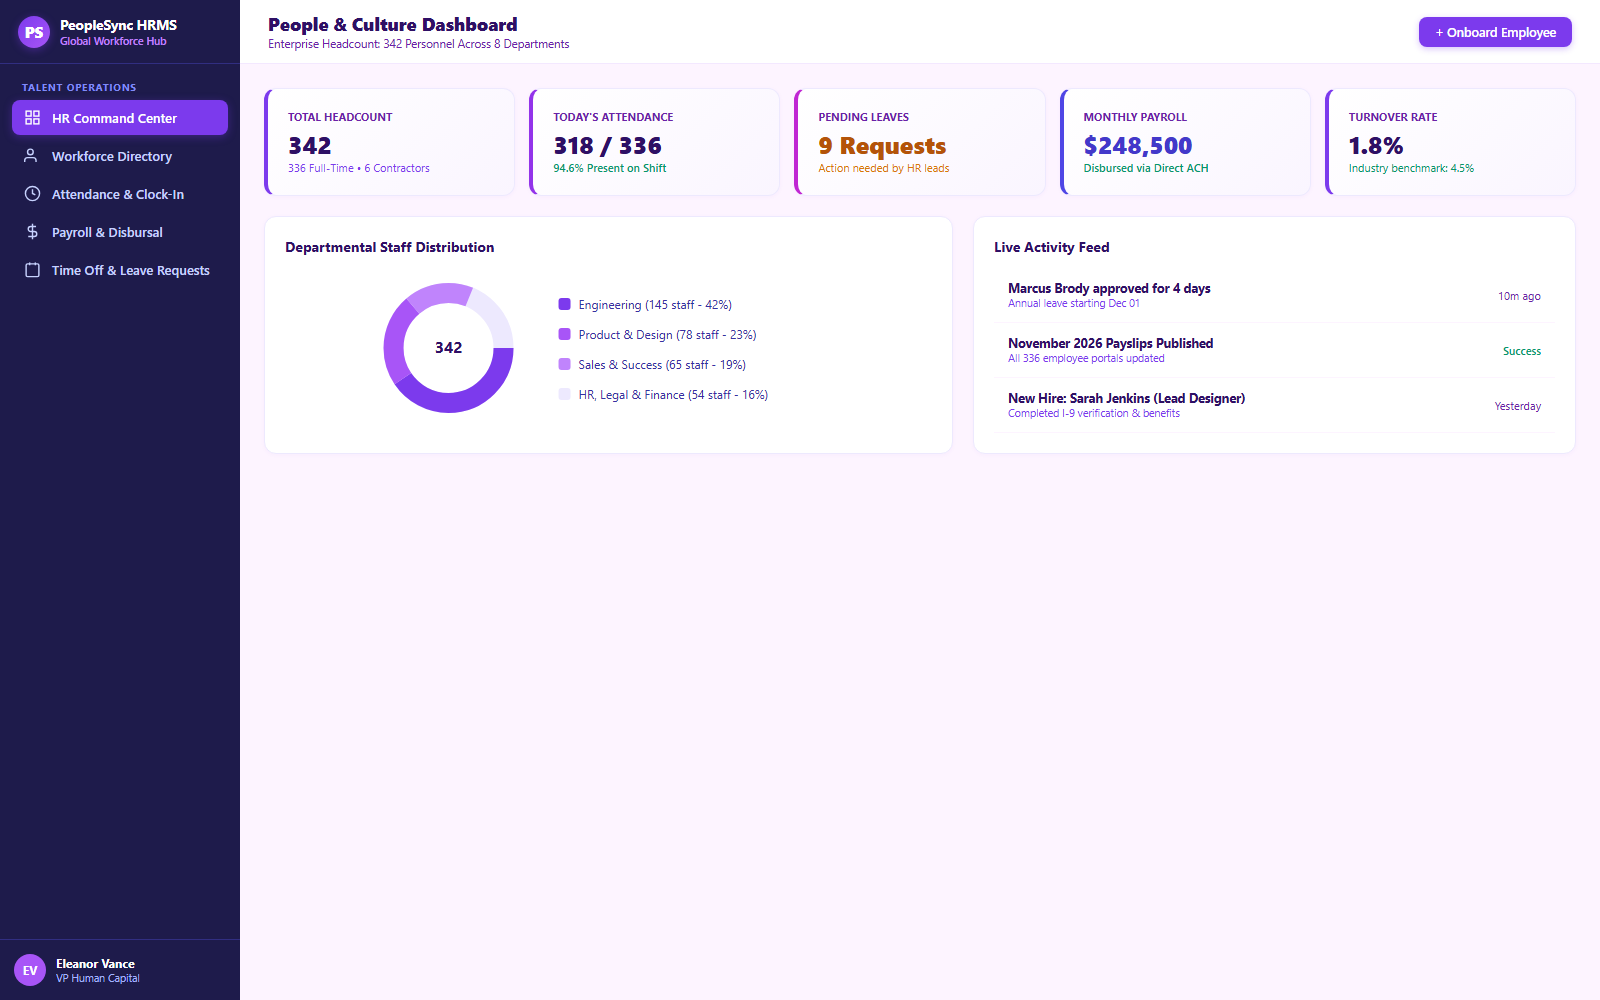 PS
PeopleSync HRMS
Global Workforce Hub
TALENT OPERATIONS
HR Command Center
Workforce Directory
Attendance & Clock-In
Payroll & Disbursal
Time Off & Leave Requests
EV
Eleanor Vance
VP Human Capital
People & Culture Dashboard
Enterprise Headcount: 342 Personnel Across 8 Departments
+ Onboard Employee
TOTAL HEADCOUNT
342
336 Full-Time • 6 Contractors
TODAY'S ATTENDANCE
318 / 336
94.6% Present on Shift
PENDING LEAVES
9 Requests
Action needed by HR leads
MONTHLY PAYROLL
$248,500
Disbursed via Direct ACH
TURNOVER RATE
1.8%
Industry benchmark: 4.5%
Departmental Staff Distribution
342
Engineering (145 staff - 42%)
Product & Design (78 staff - 23%)
Sales & Success (65 staff - 19%)
HR, Legal & Finance (54 staff - 16%)
Live Activity Feed
Marcus Brody approved for 4 days
Annual leave starting Dec 01
10m ago
November 2026 Payslips Published
All 336 employee portals updated
Success
New Hire: Sarah Jenkins (Lead Designer)
Completed I-9 verification & benefits
Yesterday